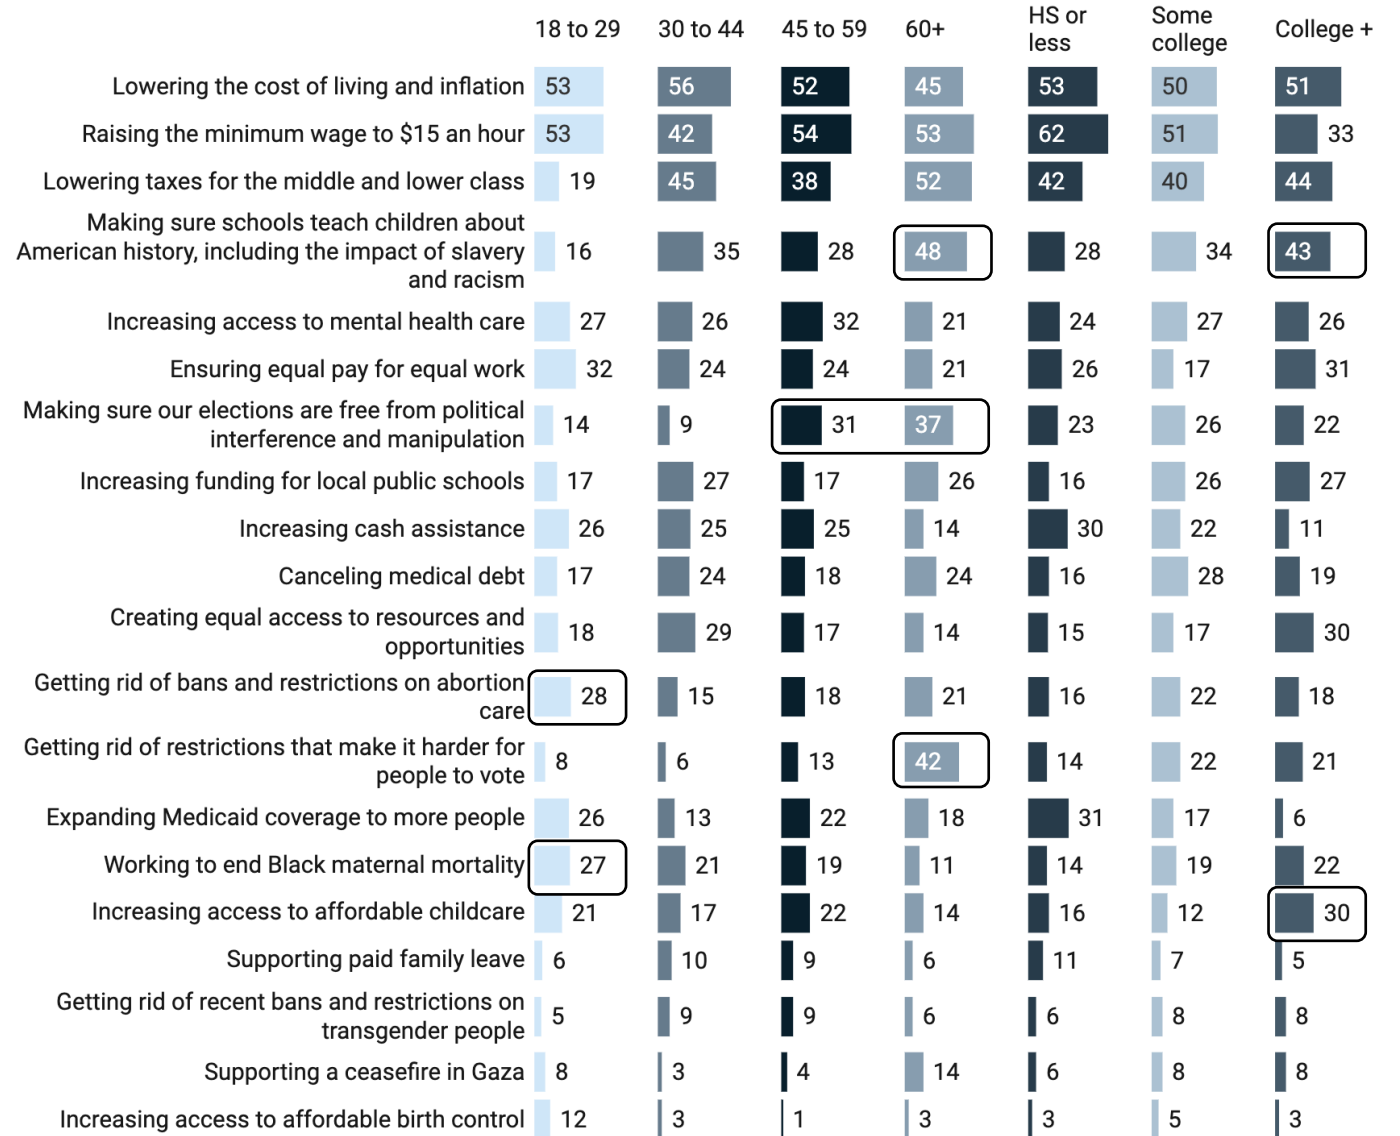 18 to 29 30 to 44 45 to 59 60+ HS or less Some college College +
Lowering the cost of living and inflation 53 56 52 45 53 50 51
Raising the minimum wage to $15 an hour 53 42 54 53 62 51 33
Lowering taxes for the middle and lower class 19 45 38 52 42 40 44
Making sure schools teach children about
American history, including the impact of slavery 16 35 28 48 28 34 43
and racism
Increasing access to mental health care 27 26 32 21 24 27 26
Ensuring equal pay for equal work 32 24 24 21 26 17 31
Making sure our elections are free from political
interference and manipulation 14 9 31 37 23 26 22
Increasing funding for local public schools 17 27 17 26 16 26 27
Increasing cash assistance 26 25 25 14 30 22 11
Canceling medical debt 17 24 18 24 16 28 19
Creating equal access to resources and
opportunities 18 29 17 14 15 17 30
Getting rid of bans and restrictions on abortion
care 28 15 18 21 16 22 18
Getting rid of restrictions that make it harder for
people to vote 8 6 13 42 14 22 21
Expanding Medicaid coverage to more people 26 13 22 18 31 17 6
Working to end Black maternal mortality 27 21 19 11 14 19 22
Increasing access to affordable childcare 21 17 22 14 16 12 30
Supporting paid family leave 6 10 9 6 11 7 5
Getting rid of recent bans and restrictions on
transgender people 5 9 9 6 6 8 8
Supporting a ceasefire in Gaza 8 3 4 14 6 8 8
Increasing access to affordable birth control 12 3 1 3 3 5 3